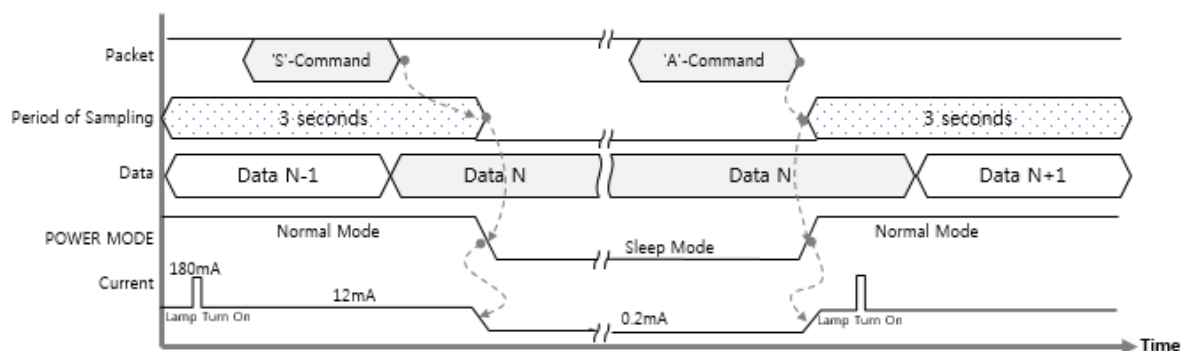 Packet
'S'-Command
'A'-Command
Period of Sampling
3 seconds
3 seconds
Data
Data N-1
Data N
Data N
Data N+1
POWER MODE
Normal Mode
Sleep Mode
Normal Mode
Current
180mA
12mA
0.2mA
Lamp Turn On
Lamp Turn On
Time